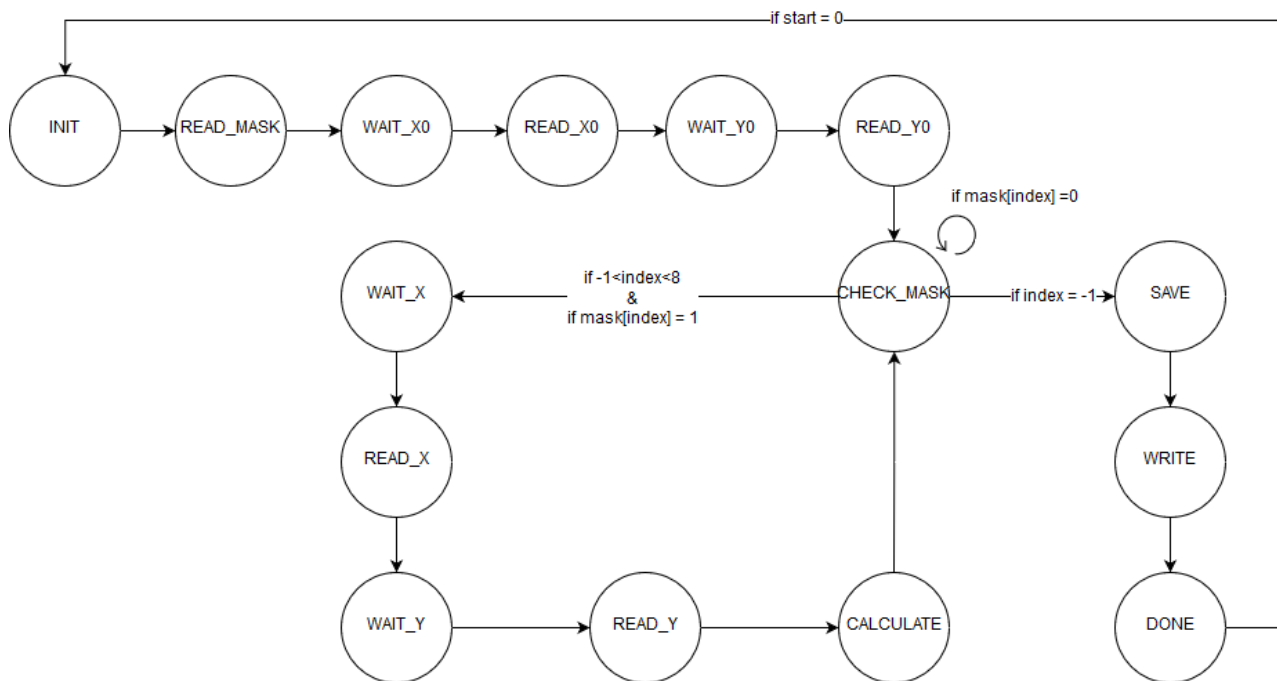 if start = 0
INIT
READ_MASK
WAIT_X0
READ_X0
WAIT_Y0
READ_Y0
if mask[index] =0
WAIT_X
if -1<index<8
&
if mask[index] = 1
CHECK_MASK
if index = -1
SAVE
READ_X
WRITE
WAIT_Y
READ_Y
CALCULATE
DONE